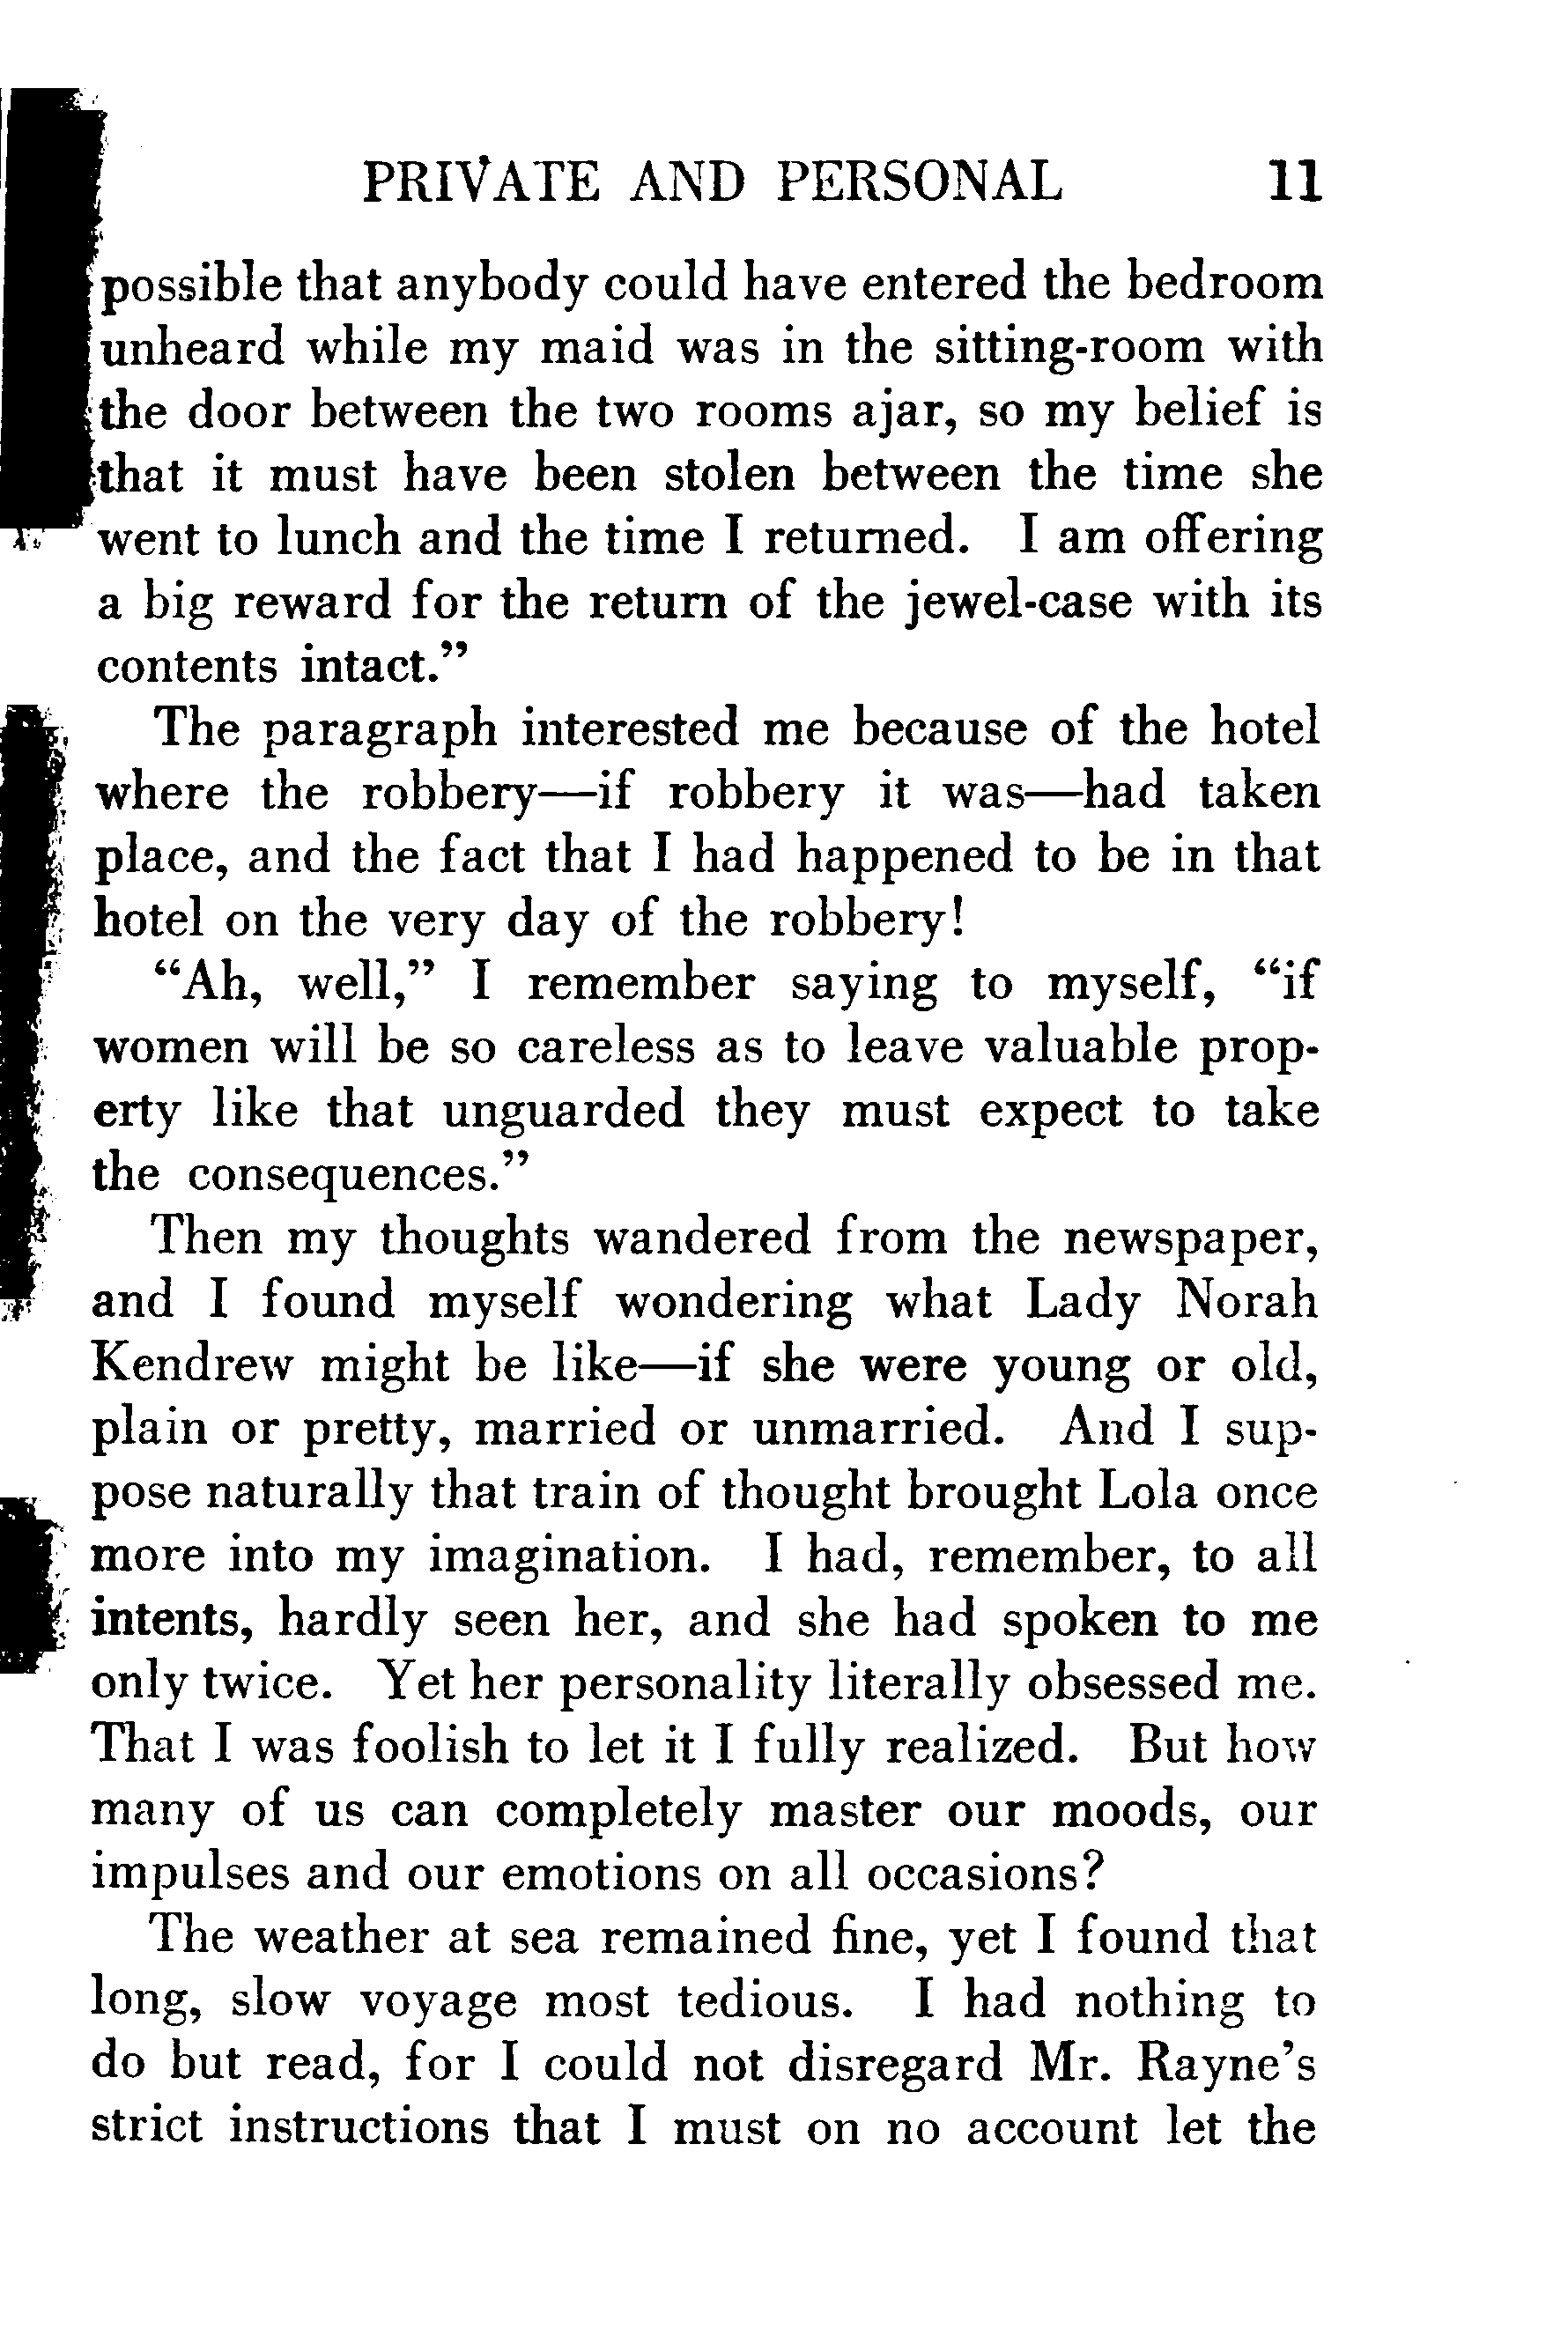 PRIVATE AND PERSONAL 11
possible that anybody could have entered the bedroom
unheard while my maid was in the sitting-room with
the door between the two rooms ajar, so my belief is
that it must have been stolen between the time she
went to lunch and the time I returned. I am offering
a big reward for the return of the jewel-case with its
contents intact.”
The paragraph interested me because of the hotel
where the robbery—if robbery it was—had taken
place, and the fact that I had happened to be in that
hotel on the very day of the robbery!
“Ah, well,” I remember saying to myself, “if
women will be so careless as to leave valuable prop-
erty like that unguarded they must expect to take
the consequences.”
Then my thoughts wandered from the newspaper,
and I found myself wondering what Lady Norah
Kendrew might be like—if she were young or old,
plain or pretty, married or unmarried. And I sup-
pose naturally that train of thought brought Lola once
more into my imagination. I had, remember, to all
intents, hardly seen her, and she had spoken to me
only twice. Yet her personality literally obsessed me.
That I was foolish to let it I fully realized. But how
many of us can completely master our moods, our
impulses and our emotions on all occasions?
The weather at sea remained fine, yet I found that
long, slow voyage most tedious. I had nothing to
do but read, for I could not disregard Mr. Rayne’s
strict instructions that I must on no account let the